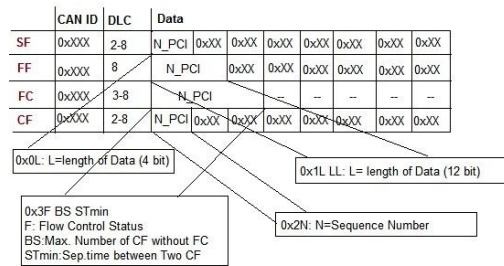 CAN ID DLC Data
SF 0xXXX 2-8 N_PCI 0xXX 0xXX 0xXX 0xXX 0xXX 0xXX 0xXX
FF 0xXXX 8 N_PCI 0xXX 0xXX 0xXX 0xXX 0xXX 0xXX
FC 0xXXX 3-8 N_PCI -- -- -- -- --
CF 0xXXX 2-8 N_PCI 0xXX 0xXX 0xXX 0xXX 0xXX 0xXX 0xXX
0x0L: L=length of Data (4 bit)
0x1L LL: L= length of Data (12 bit)
0x3F BS STmin
F: Flow Control Status
BS:Max. Number of CF without FC
STmin:Sep.time between Two CF
0x2N: N=Sequence Number